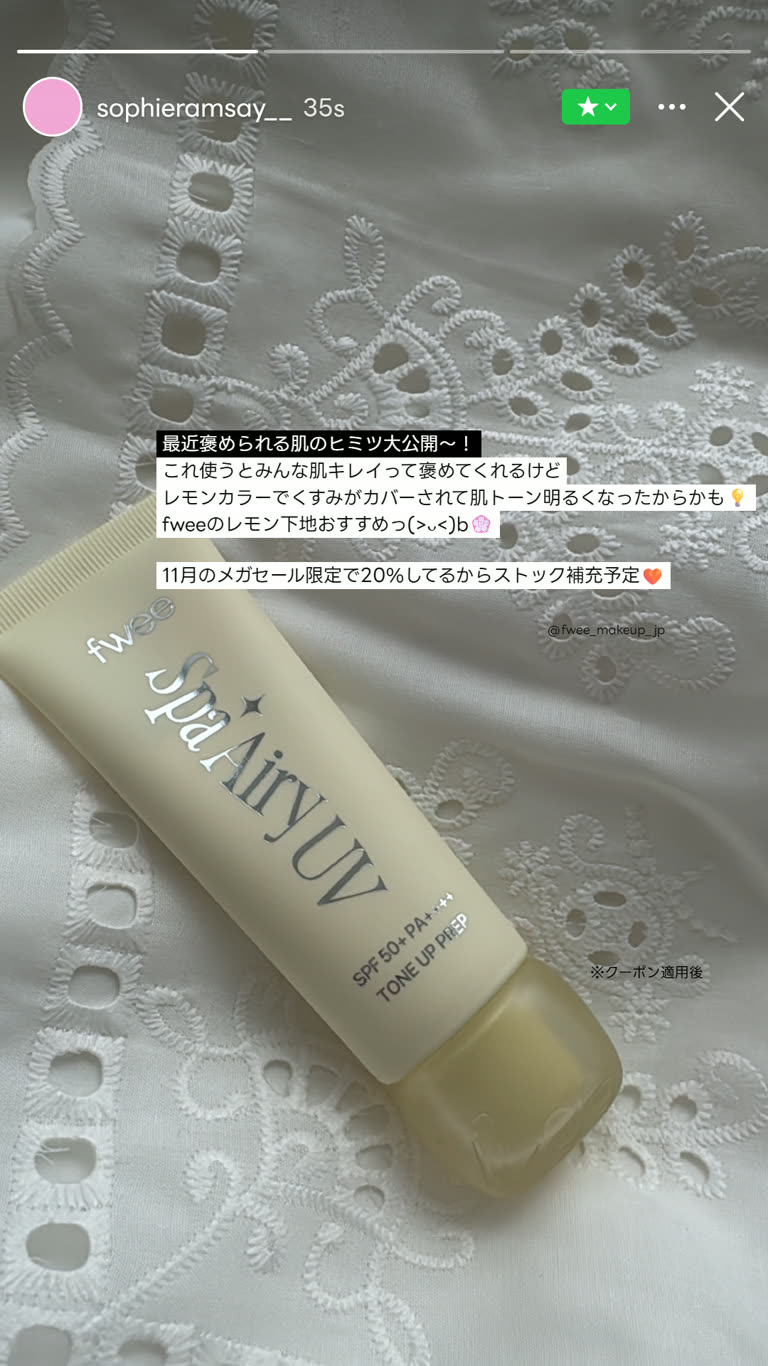 sophieramsay__ 35s
最近褒められる肌のヒミツ大公開〜！
これ使うとみんな肌キレイって褒めてくれるけど
レモンカラーでくすみがカバーされて肌トーン明るくなったからかも💡
fweeのレモン下地おすすめっ(>ᴗ<)b🪷
11月のメガセール限定で20%してるからストック補充予定❤️
@fwee_makeup_jp
fwee
Spa Airy UV
SPF 50+ PA++++
TONE UP PREP
※クーポン適用後